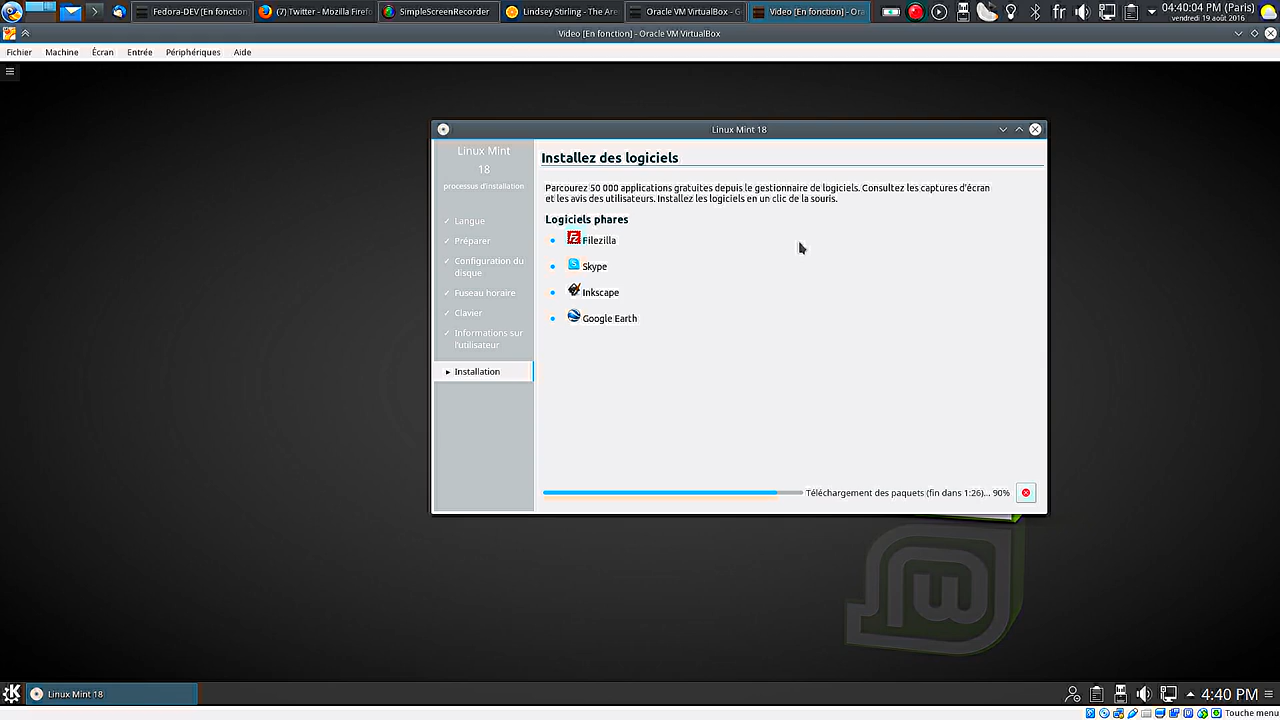 Fedora-DEV [En fonction]
(7) Twitter - Mozilla Firefo
SimpleScreenRecorder
Lindsey Stirling - The Are
Oracle VM VirtualBox - G
Video [En fonction] - Ora
fr
04:40:04 PM (Paris)
vendredi 19 août 2016
Video [En fonction] - Oracle VM VirtualBox
Fichier Machine Écran Entrée Périphériques Aide
Linux Mint 18
Linux Mint
18
processus d'installation
✓ Langue
✓ Préparer
✓ Configuration du
disque
✓ Fuseau horaire
✓ Clavier
✓ Informations sur
l'utilisateur
▸ Installation
Installez des logiciels
Parcourez 50 000 applications gratuites depuis le gestionnaire de logiciels. Consultez les captures d'écran
et les avis des utilisateurs. Installez les logiciels en un clic de la souris.
Logiciels phares
Filezilla
Skype
Inkscape
Google Earth
Téléchargement des paquets (fin dans 1:26)... 90%
Linux Mint 18
4:40 PM
Touche menu